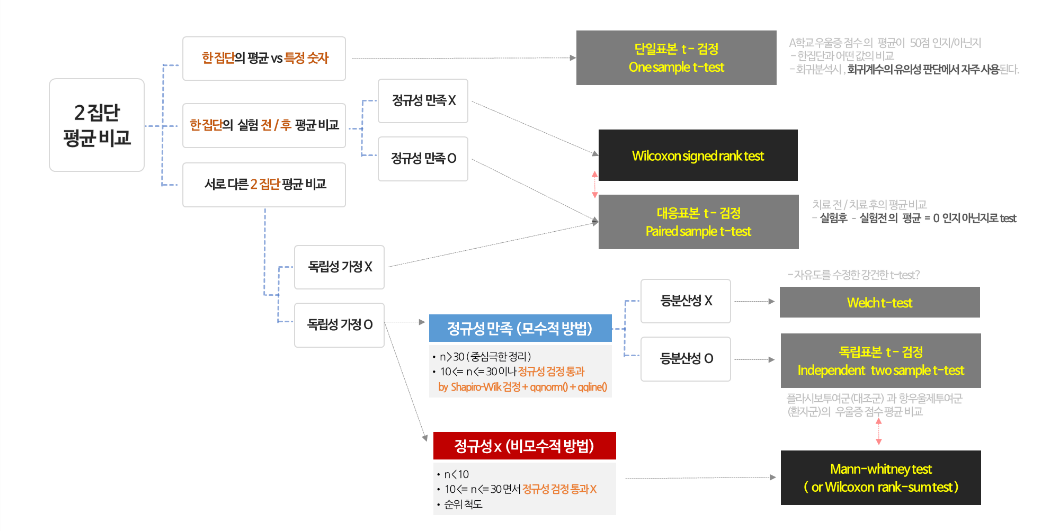 2 집단
평균 비교
한 집단의 평균 vs 특정 숫자
한 집단의 실험 전 / 후 평균 비교
서로 다른 2 집단 평균 비교
정규성 만족 X
정규성 만족 O
독립성 가정 X
독립성 가정 O
단일표본 t - 검정
One sample t-test
A학교 우울증 점수의 평균이 50점 인지/아닌지
- 한집단과 어떤 값의 비교
- 회귀분석시, 회귀계수의 유의성 판단에서 자주 사용된다.
Wilcoxon signed rank test
대응표본 t - 검정
Paired sample t-test
치료 전 / 치료 후의 평균 비교
- 실험후 - 실험전의 평균 = 0 인지 아닌지로 test
정규성 만족 (모수적 방법)
• n > 30 ( 중심극한 정리 )
• 10 <= n <= 30 이나 정규성 검정 통과
by Shapiro-Wilk 검정 + qqnorm() + qqline()
등분산성 X
등분산성 O
- 자유도를 수정한 강건한 t-test?
Welch t-test
독립표본 t - 검정
Independent two sample t-test
플라시보투여군(대조군) 과 항우울제투여군
(환자군)의 우울증 점수 평균 비교
정규성 x (비모수적 방법)
• n < 10
• 10 <= n <= 30 면서 정규성 검정 통과 X
• 순위 척도
Mann-whitney test
( or Wilcoxon rank-sum test )